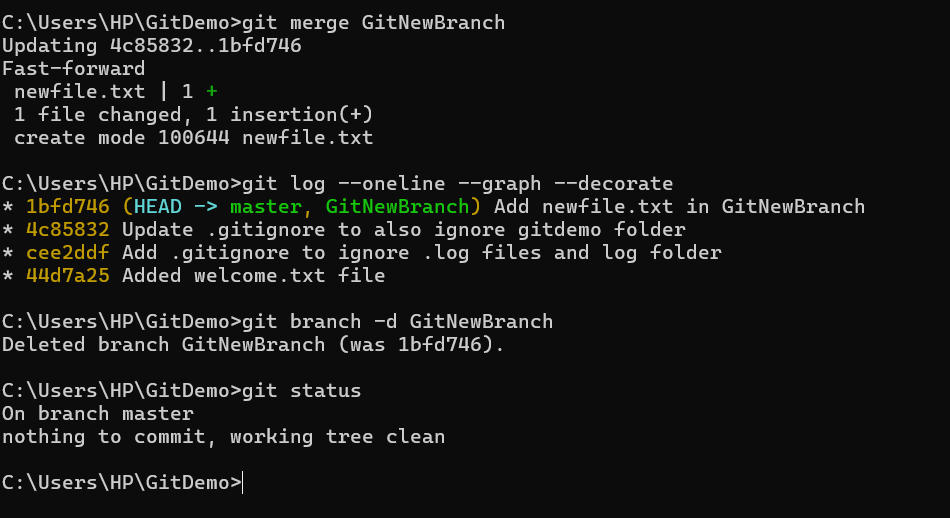 C:\Users\HP\GitDemo>git merge GitNewBranch
Updating 4c85832..1bfd746
Fast-forward
 newfile.txt | 1 +
 1 file changed, 1 insertion(+)
 create mode 100644 newfile.txt

C:\Users\HP\GitDemo>git log --oneline --graph --decorate
* 1bfd746 (HEAD -> master, GitNewBranch) Add newfile.txt in GitNewBranch
* 4c85832 Update .gitignore to also ignore gitdemo folder
* cee2ddf Add .gitignore to ignore .log files and log folder
* 44d7a25 Added welcome.txt file

C:\Users\HP\GitDemo>git branch -d GitNewBranch
Deleted branch GitNewBranch (was 1bfd746).

C:\Users\HP\GitDemo>git status
On branch master
nothing to commit, working tree clean

C:\Users\HP\GitDemo>